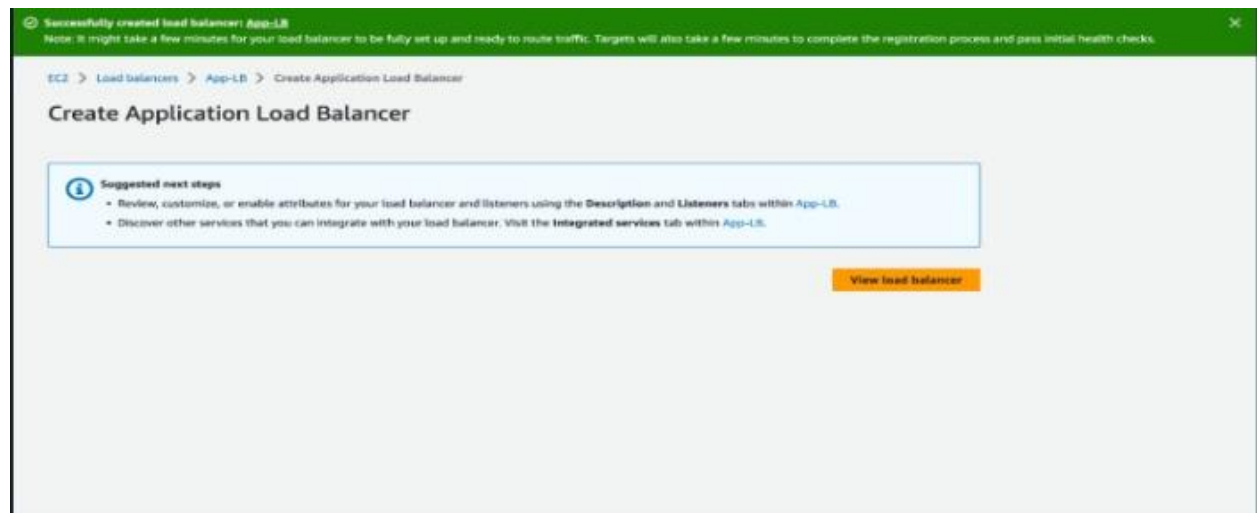 Successfully created load balancer: App-LB
Note: It might take a few minutes for your load balancer to be fully set up and ready to route traffic. Targets will also take a few minutes to complete the registration process and pass initial health checks.
EC2 > Load balancers > App-LB > Create Application Load Balancer
Create Application Load Balancer
Suggested next steps
• Review, customize, or enable attributes for your load balancer and listeners using the Description and Listeners tabs within App-LB.
• Discover other services that you can integrate with your load balancer. Visit the Integrated services tab within App-LB.
View load balancer